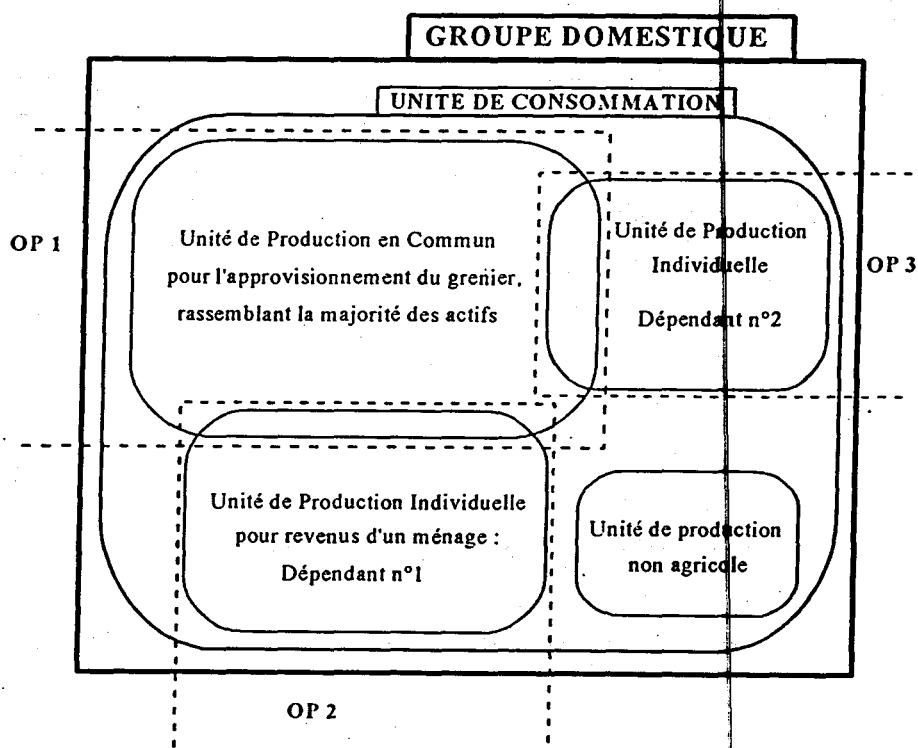 GROUPE DOMESTIQUE
UNITE DE CONSOMMATION
OP 1
Unité de Production en Commun
pour l'approvisionnement du grenier,
rassemblant la majorité des actifs
Unité de Production
Individuelle
Dépendant n°2
OP 3
Unité de Production Individuelle
pour revenus d'un ménage :
Dépendant n°1
Unité de production
non agricole
OP 2